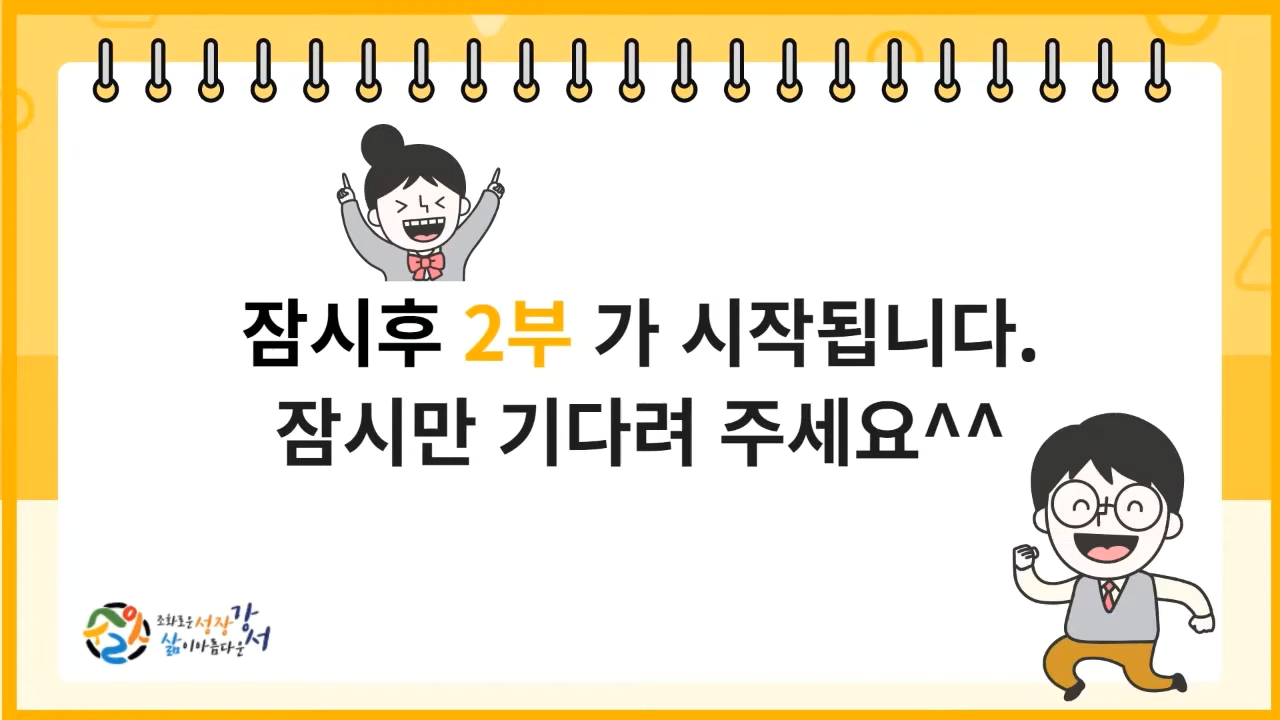 잠시후 2부 가 시작됩니다.
잠시만 기다려 주세요^^
조화로운 성장 강서
삶이아름다운